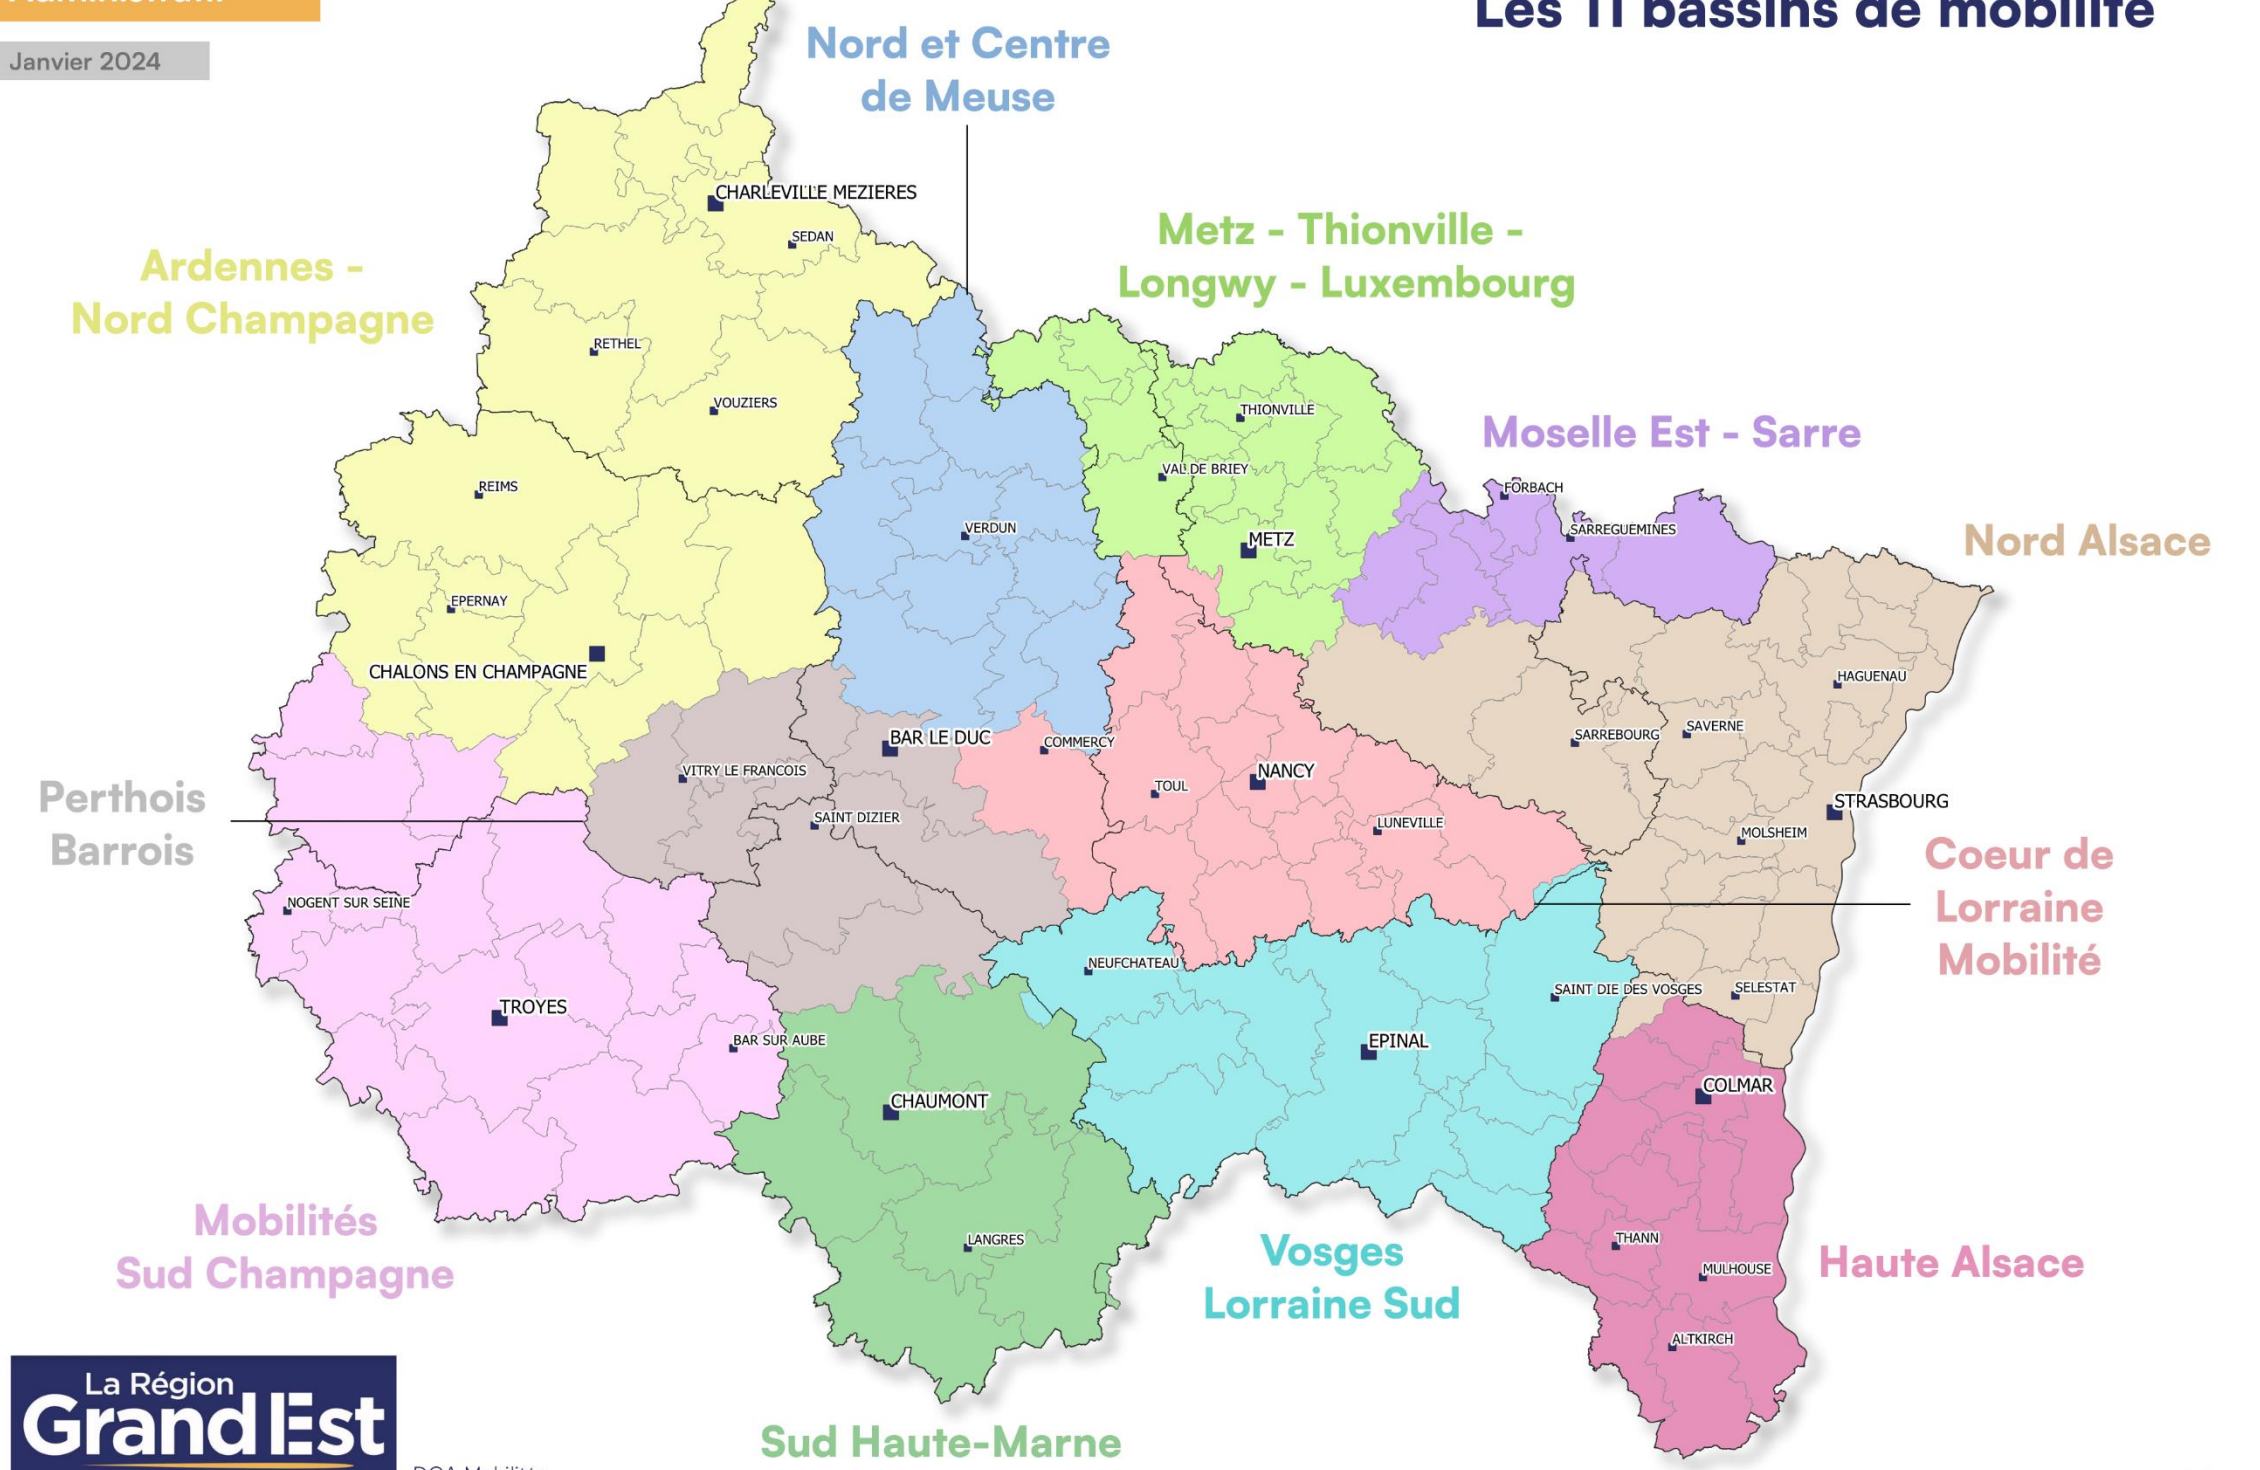 Les 11 bassins de mobilité
Janvier 2024
Nord et Centre
de Meuse
CHARLEVILLE MEZIERES
SEDAN
Metz - Thionville -
Longwy - Luxembourg
Ardennes -
Nord Champagne
RETHEL
VOUZIERS
THIONVILLE
Moselle Est - Sarre
VAL DE BRIEY
REIMS
FORBACH
VERDUN
SARREGUEMINES
METZ
Nord Alsace
EPERNAY
CHALONS EN CHAMPAGNE
HAGUENAU
SAVERNE
SARREBOURG
BAR LE DUC
COMMERCY
VITRY LE FRANCOIS
NANCY
TOUL
Perthois
Barrois
STRASBOURG
SAINT DIZIER
LUNEVILLE
MOLSHEIM
Coeur de
Lorraine
Mobilité
NOGENT SUR SEINE
NEUFCHATEAU
SAINT DIE DES VOSGES
SELESTAT
TROYES
BAR SUR AUBE
EPINAL
COLMAR
CHAUMONT
Mobilités
Sud Champagne
LANGRES
Vosges
Lorraine Sud
THANN
MULHOUSE
Haute Alsace
ALTKIRCH
Sud Haute-Marne
La Région
Grand Est